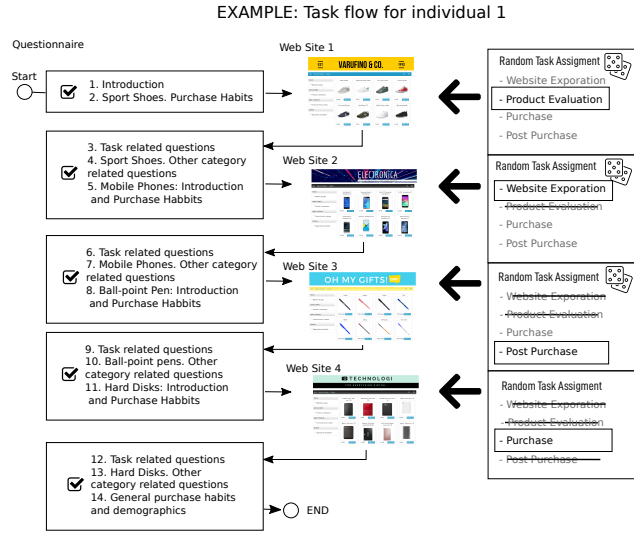 EXAMPLE: Task flow for individual 1
Questionnaire
Start
1. Introduction
2. Sport Shoes. Purchase Habits
Web Site 1
VARUFINO & CO.
Random Task Assigment
- Website Exporation
- Product Evaluation
- Purchase
- Post Purchase
3. Task related questions
4. Sport Shoes. Other category
related questions
5. Mobile Phones: Introduction
and Purchase Habbits
Web Site 2
ELECTRONICA
Random Task Assigment
- Website Exporation
- Product Evaluation
- Purchase
- Post Purchase
6. Task related questions
7. Mobile Phones. Other category
related questions
8. Ball-point Pen: Introduction
and Purchase Habbits
Web Site 3
OH MY GIFTS!
Random Task Assigment
- Website Exporation
- Product Evaluation
- Purchase
- Post Purchase
9. Task related questions
10. Ball-point pens. Other
category related questions
11. Hard Disks: Introduction
and Purchase Habbits
Web Site 4
TECHNOLOGI
Random Task Assigment
- Website Exporation
- Product Evaluation
- Purchase
- Post Purchase
12. Task related questions
13. Hard Disks. Other
category related questions
14. General purchase habits
and demographics
END